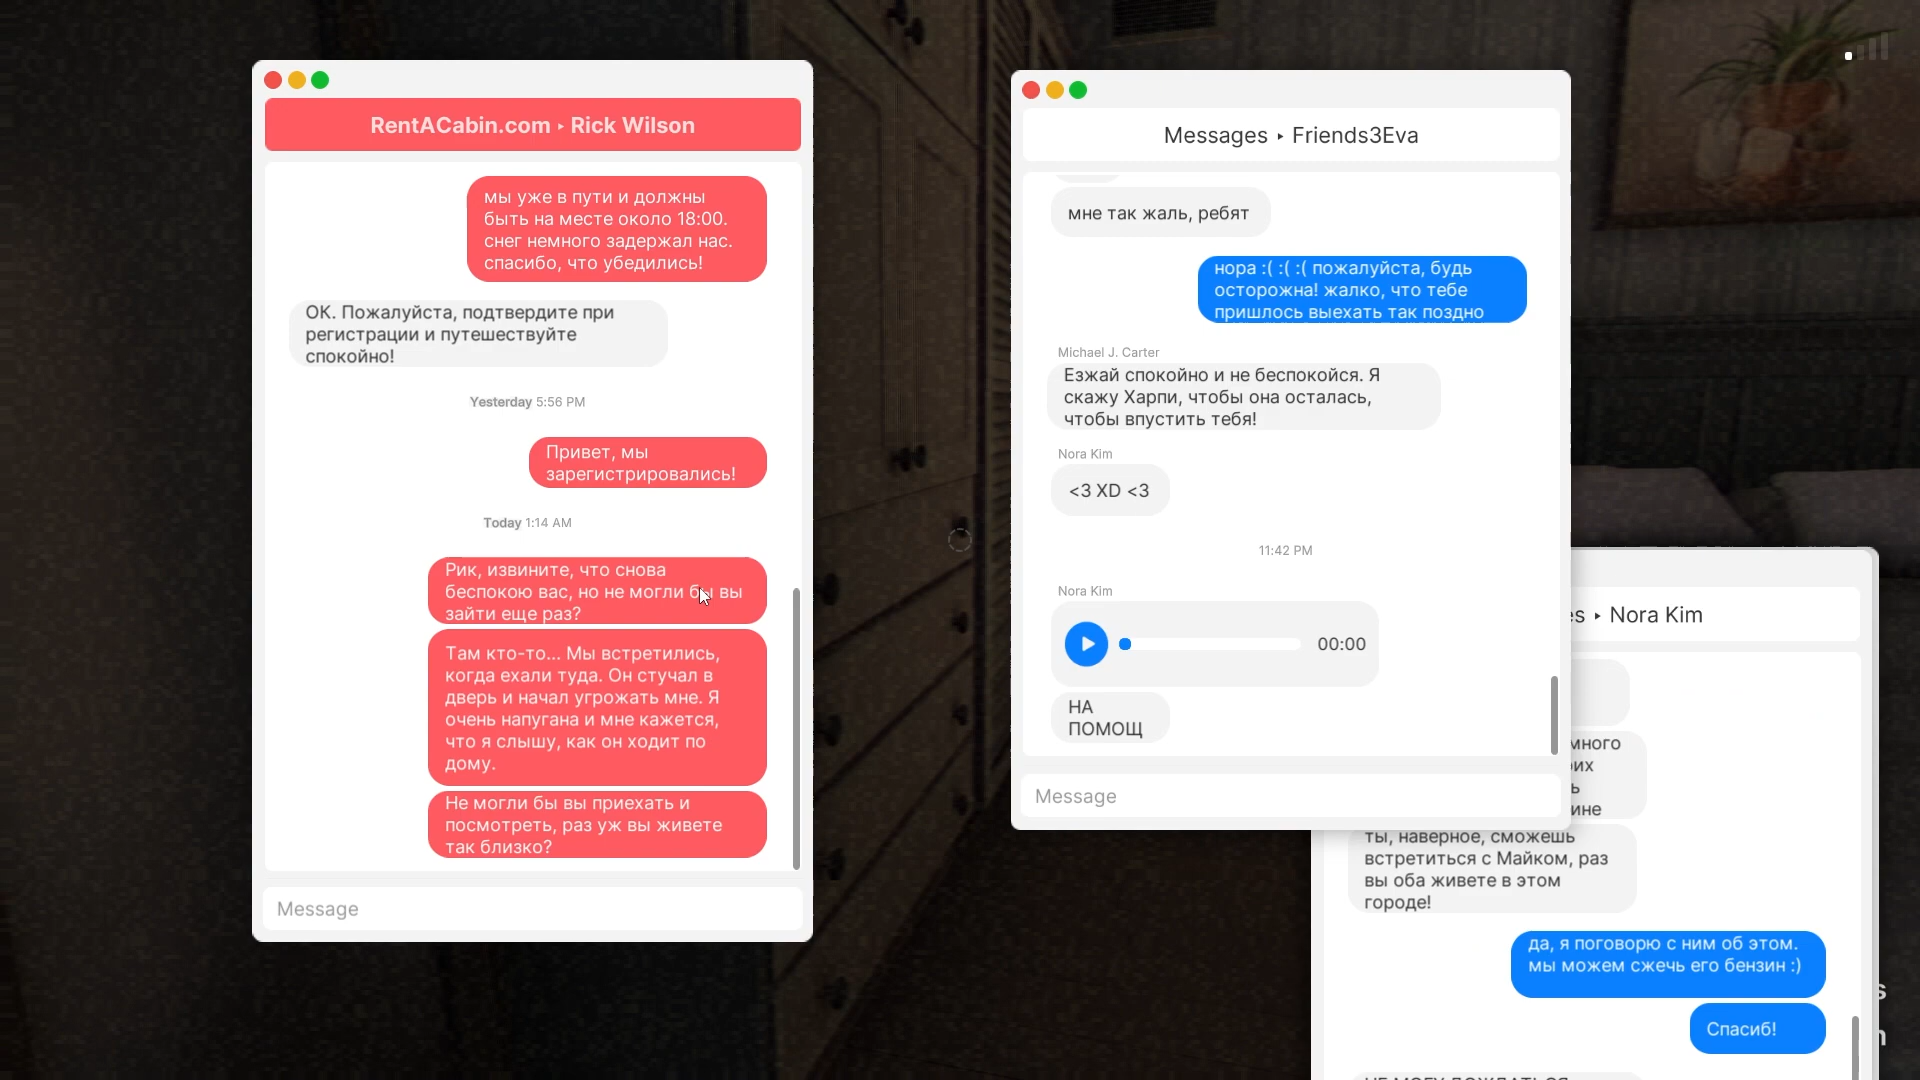 RentACabin.com ‣ Rick Wilson
мы уже в пути и должны
быть на месте около 18:00.
снег немного задержал нас.
спасибо, что убедились!
ОК. Пожалуйста, подтвердите при
регистрации и путешествуйте
спокойно!
Yesterday 5:56 PM
Привет, мы
зарегистрировались!
Today 1:14 AM
Рик, извините, что снова
беспокою вас, но не могли бы вы
зайти еще раз?
Там кто-то... Мы встретились,
когда ехали туда. Он стучал в
дверь и начал угрожать мне. Я
очень напугана и мне кажется,
что я слышу, как он ходит по
дому.
Не могли бы вы приехать и
посмотреть, раз уж вы живете
так близко?
Message
Messages ‣ Friends3Eva
мне так жаль, ребят
нора :( :( :( пожалуйста, будь
осторожна! жалко, что тебе
пришлось выехать так поздно
Michael J. Carter
Езжай спокойно и не беспокойся. Я
скажу Харпи, чтобы она осталась,
чтобы впустить тебя!
Nora Kim
<3 XD <3
11:42 PM
Nora Kim
00:00
НА
ПОМОЩ
Message
‣ Nora Kim
ты, наверное, сможешь
встретиться с Майком, раз
вы оба живете в этом
городе!
да, я поговорю с ним об этом.
мы можем сжечь его бензин :)
Спасиб!
НЕ МОГУ ДОЖДАТЬСЯ